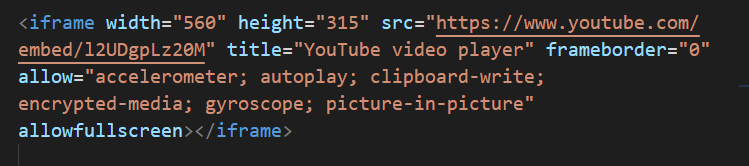 <iframe width="560" height="315" src="https://www.youtube.com/
embed/l2UDgpLz20M" title="YouTube video player" frameborder="0"
allow="accelerometer; autoplay; clipboard-write;
encrypted-media; gyroscope; picture-in-picture"
allowfullscreen></iframe>